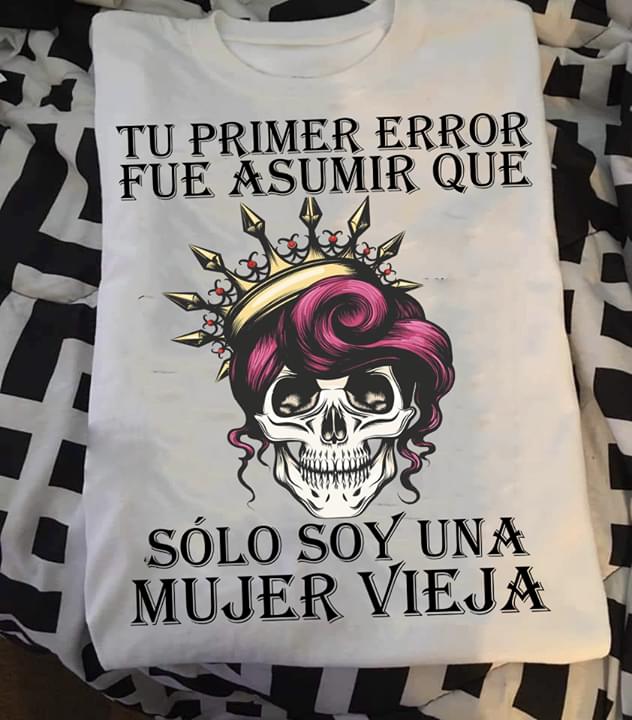 TU PRIMER ERROR
FUE ASUMIR QUE
SÓLO SOY UNA
MUJER VIEJA